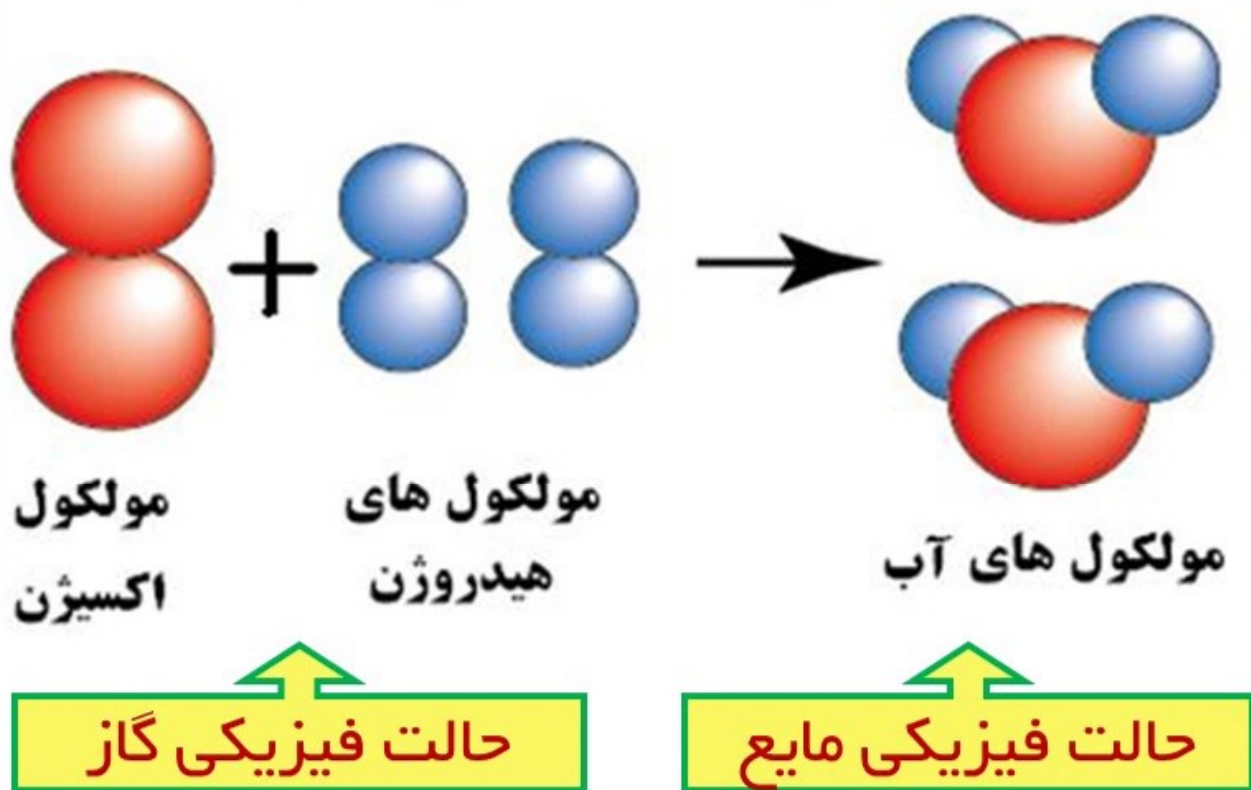 مولکول
اکسیژن
+
مولکول های
هیدروژن
مولکول های آب
حالت فیزیکی گاز
حالت فیزیکی مایع